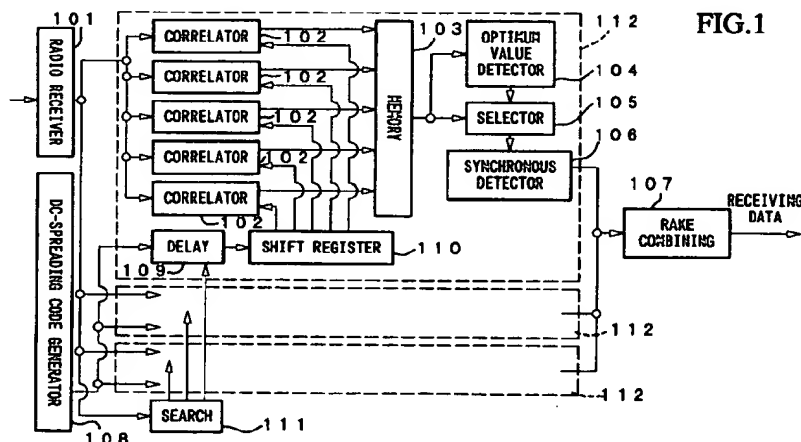 FIG.1
101
RADIO RECEIVER
CORRELATOR
102
CORRELATOR
102
CORRELATOR
102
CORRELATOR
102
CORRELATOR
102
103
MEMORY
OPTIMUM
VALUE
DETECTOR
112
104
SELECTOR
105
106
SYNCHRONOUS
DETECTOR
107
RAKE
COMBINING
RECEIVING
DATA
DC-SPREADING CODE GENERATOR
108
DELAY
109
SHIFT REGISTER
110
112
112
SEARCH
111